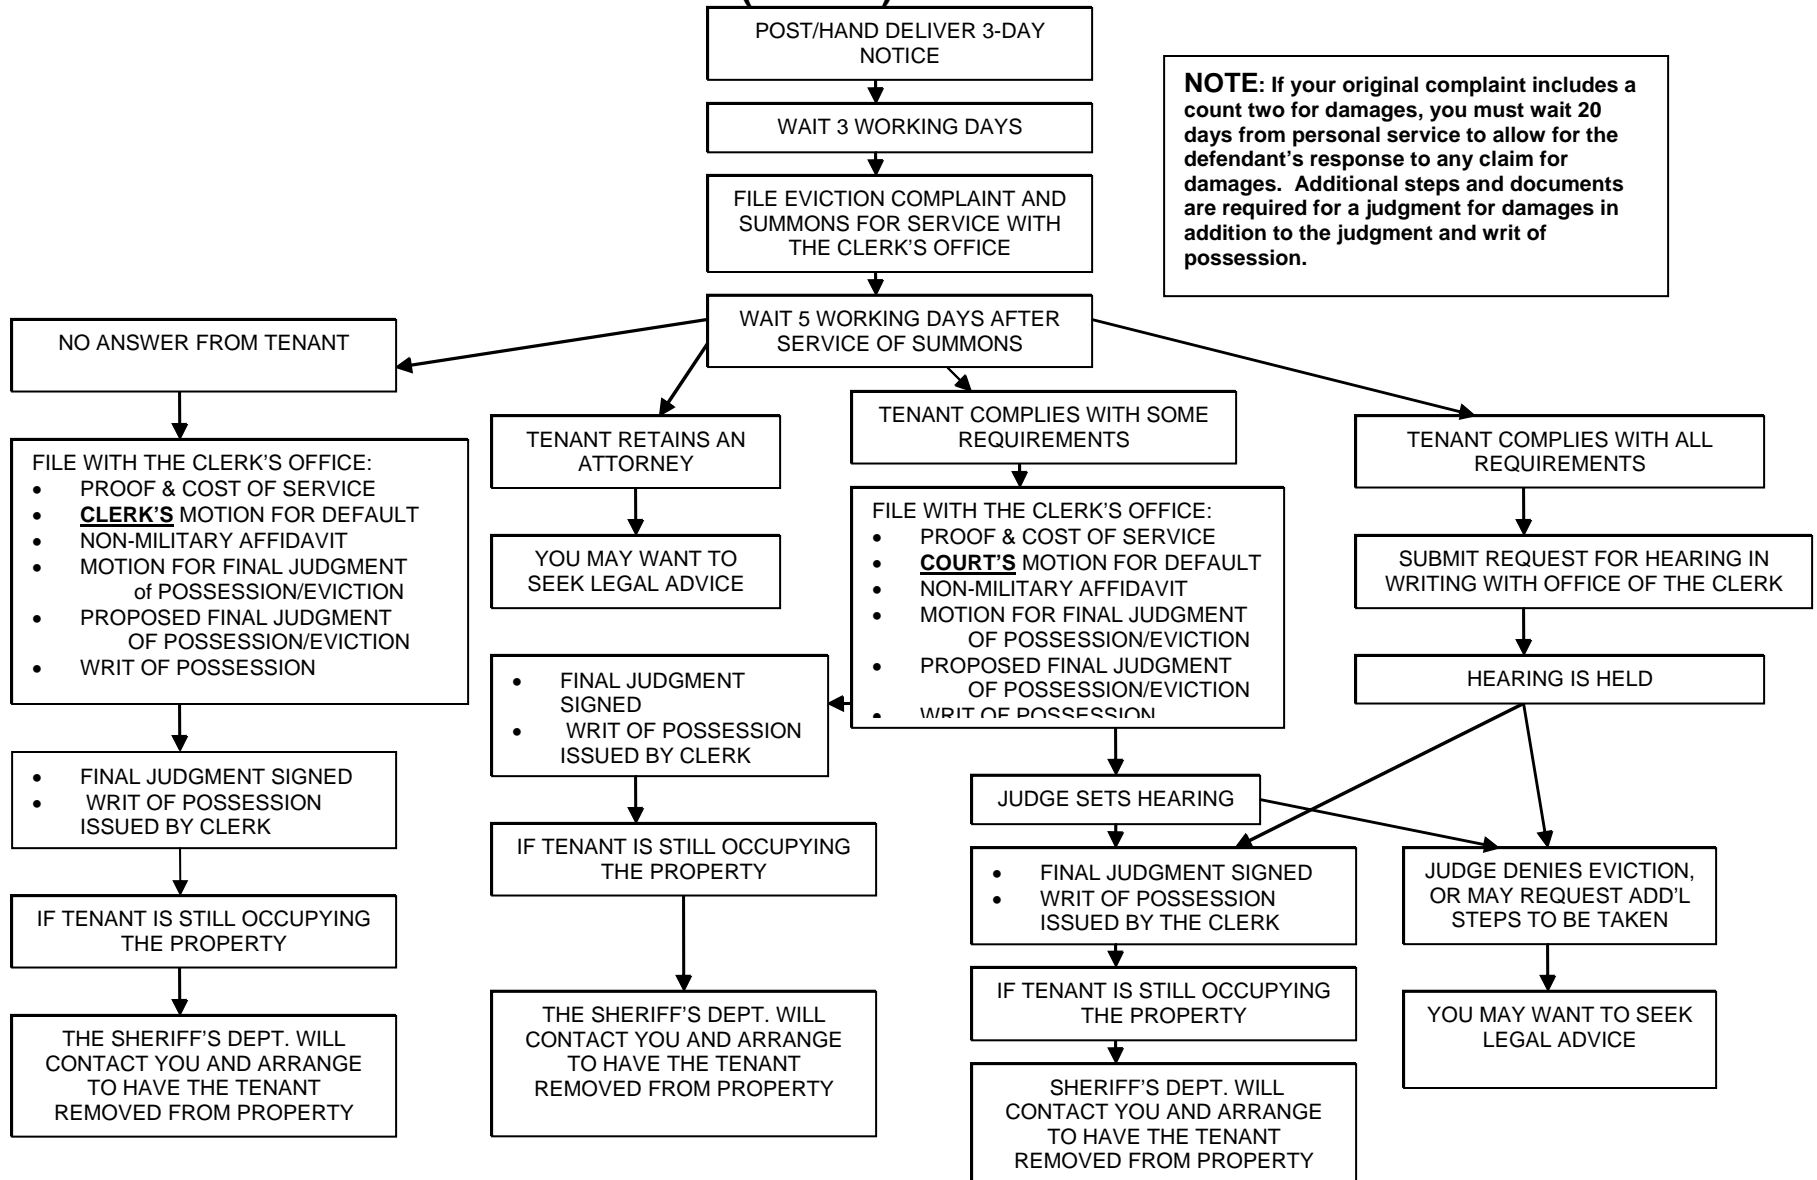 POST/HAND DELIVER 3-DAY
NOTICE
NOTE: If your original complaint includes a
count two for damages, you must wait 20
days from personal service to allow for the
defendant’s response to any claim for
damages.  Additional steps and documents
are required for a judgment for damages in
addition to the judgment and writ of
possession.
WAIT 3 WORKING DAYS
FILE EVICTION COMPLAINT AND
SUMMONS FOR SERVICE WITH
THE CLERK’S OFFICE
WAIT 5 WORKING DAYS AFTER
SERVICE OF SUMMONS
NO ANSWER FROM TENANT
FILE WITH THE CLERK’S OFFICE:
• PROOF & COST OF SERVICE
• CLERK’S MOTION FOR DEFAULT
• NON-MILITARY AFFIDAVIT
• MOTION FOR FINAL JUDGMENT
of POSSESSION/EVICTION
• PROPOSED FINAL JUDGMENT
OF POSSESSION/EVICTION
• WRIT OF POSSESSION
• FINAL JUDGMENT SIGNED
• WRIT OF POSSESSION
ISSUED BY CLERK
IF TENANT IS STILL OCCUPYING
THE PROPERTY
THE SHERIFF’S DEPT. WILL
CONTACT YOU AND ARRANGE
TO HAVE THE TENANT
REMOVED FROM PROPERTY
TENANT RETAINS AN
ATTORNEY
YOU MAY WANT TO
SEEK LEGAL ADVICE
TENANT COMPLIES WITH SOME
REQUIREMENTS
FILE WITH THE CLERK’S OFFICE:
• PROOF & COST OF SERVICE
• COURT’S MOTION FOR DEFAULT
• NON-MILITARY AFFIDAVIT
• MOTION FOR FINAL JUDGMENT
OF POSSESSION/EVICTION
• PROPOSED FINAL JUDGMENT
OF POSSESSION/EVICTION
• WRIT OF POSSESSION
• FINAL JUDGMENT
SIGNED
• WRIT OF POSSESSION
ISSUED BY CLERK
IF TENANT IS STILL OCCUPYING
THE PROPERTY
THE SHERIFF’S DEPT. WILL
CONTACT YOU AND ARRANGE
TO HAVE THE TENANT
REMOVED FROM PROPERTY
JUDGE SETS HEARING
• FINAL JUDGMENT SIGNED
• WRIT OF POSSESSION
ISSUED BY THE CLERK
IF TENANT IS STILL OCCUPYING
THE PROPERTY
SHERIFF’S DEPT. WILL
CONTACT YOU AND ARRANGE
TO HAVE THE TENANT
REMOVED FROM PROPERTY
TENANT COMPLIES WITH ALL
REQUIREMENTS
SUBMIT REQUEST FOR HEARING IN
WRITING WITH OFFICE OF THE CLERK
HEARING IS HELD
JUDGE DENIES EVICTION,
OR MAY REQUEST ADD’L
STEPS TO BE TAKEN
YOU MAY WANT TO SEEK
LEGAL ADVICE